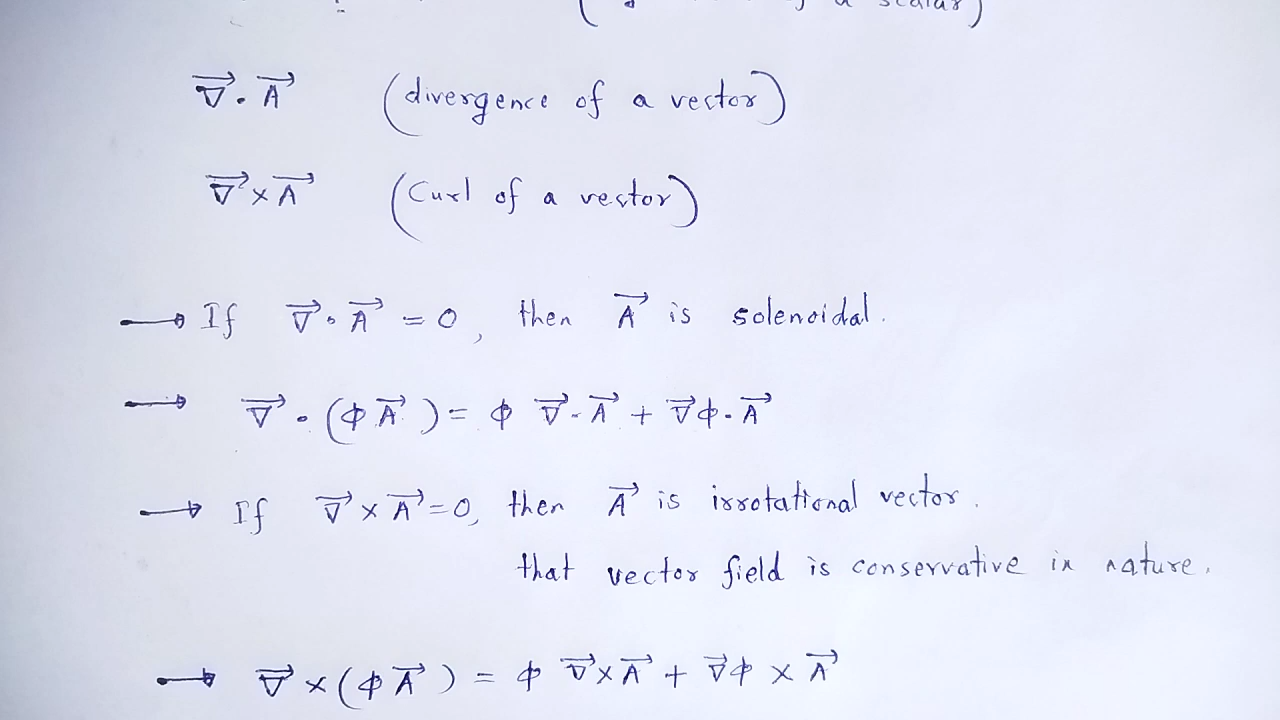 a scalar)
∇⃗ · A⃗ (divergence of a vector)
∇⃗ × A⃗ (Curl of a vector)
→ If ∇⃗ · A⃗ = 0, then A⃗ is solenoidal.
→ ∇⃗ · (ϕ A⃗) = ϕ ∇⃗ · A⃗ + ∇⃗ϕ · A⃗
→ If ∇⃗ × A⃗ = 0, then A⃗ is irrotational vector.
that vector field is conservative in nature.
→ ∇⃗ × (ϕ A⃗) = ϕ ∇⃗ × A⃗ + ∇⃗ϕ × A⃗